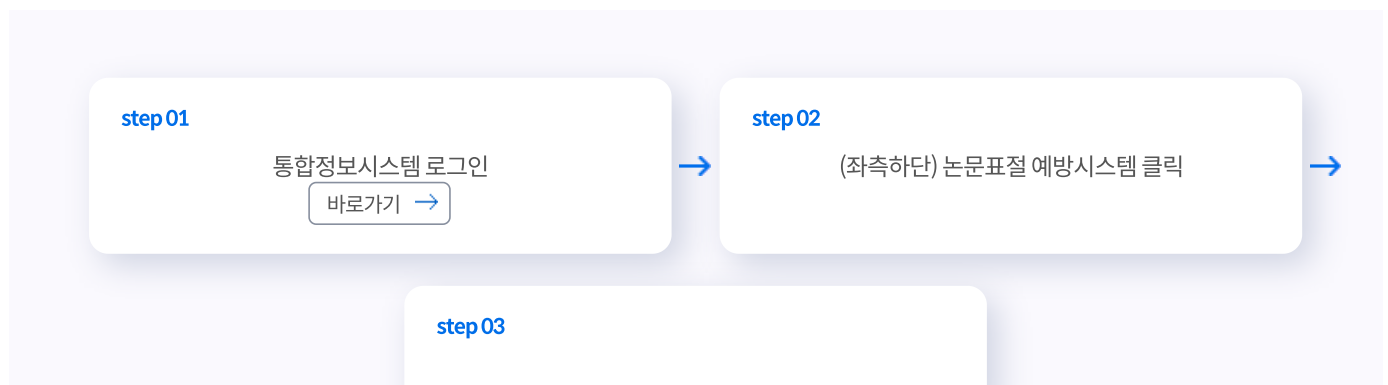 step 01
통합정보시스템 로그인
바로가기
step 02
(좌측하단) 논문표절 예방시스템 클릭
step 03